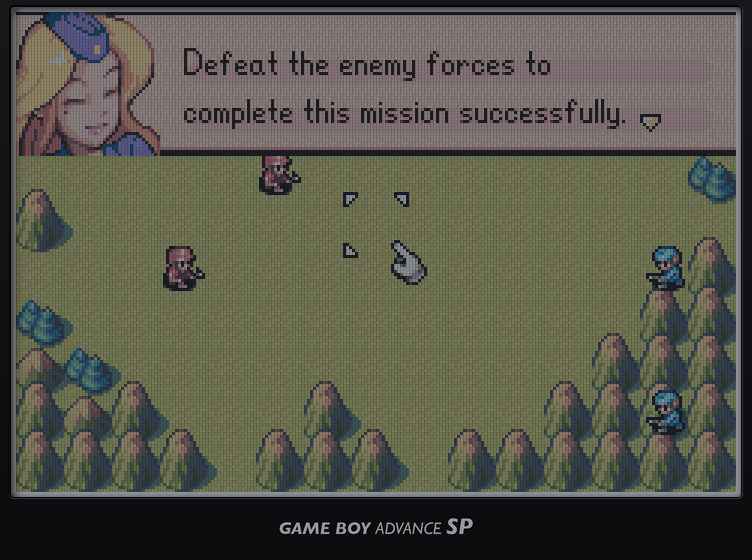 Defeat the enemy forces to
complete this mission successfully.
GAME BOY ADVANCE SP